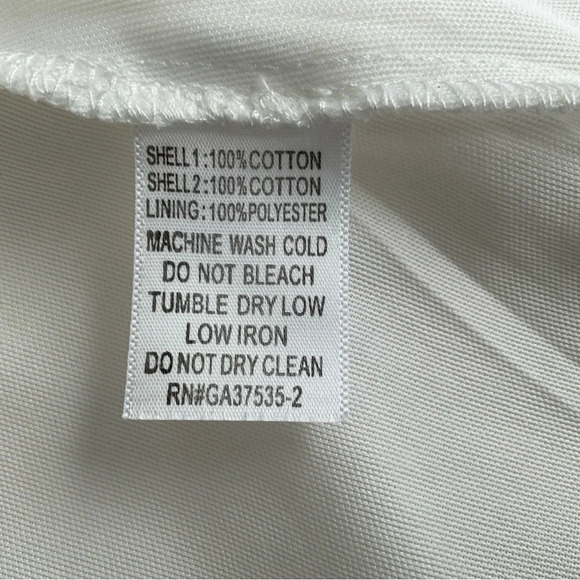 SHELL1:100%COTTON
SHELL2:100%COTTON
LINING:100%POLYESTER
MACHINE WASH COLD
DO NOT BLEACH
TUMBLE DRY LOW
LOW IRON
DO NOT DRY CLEAN
RN#GA37535-2